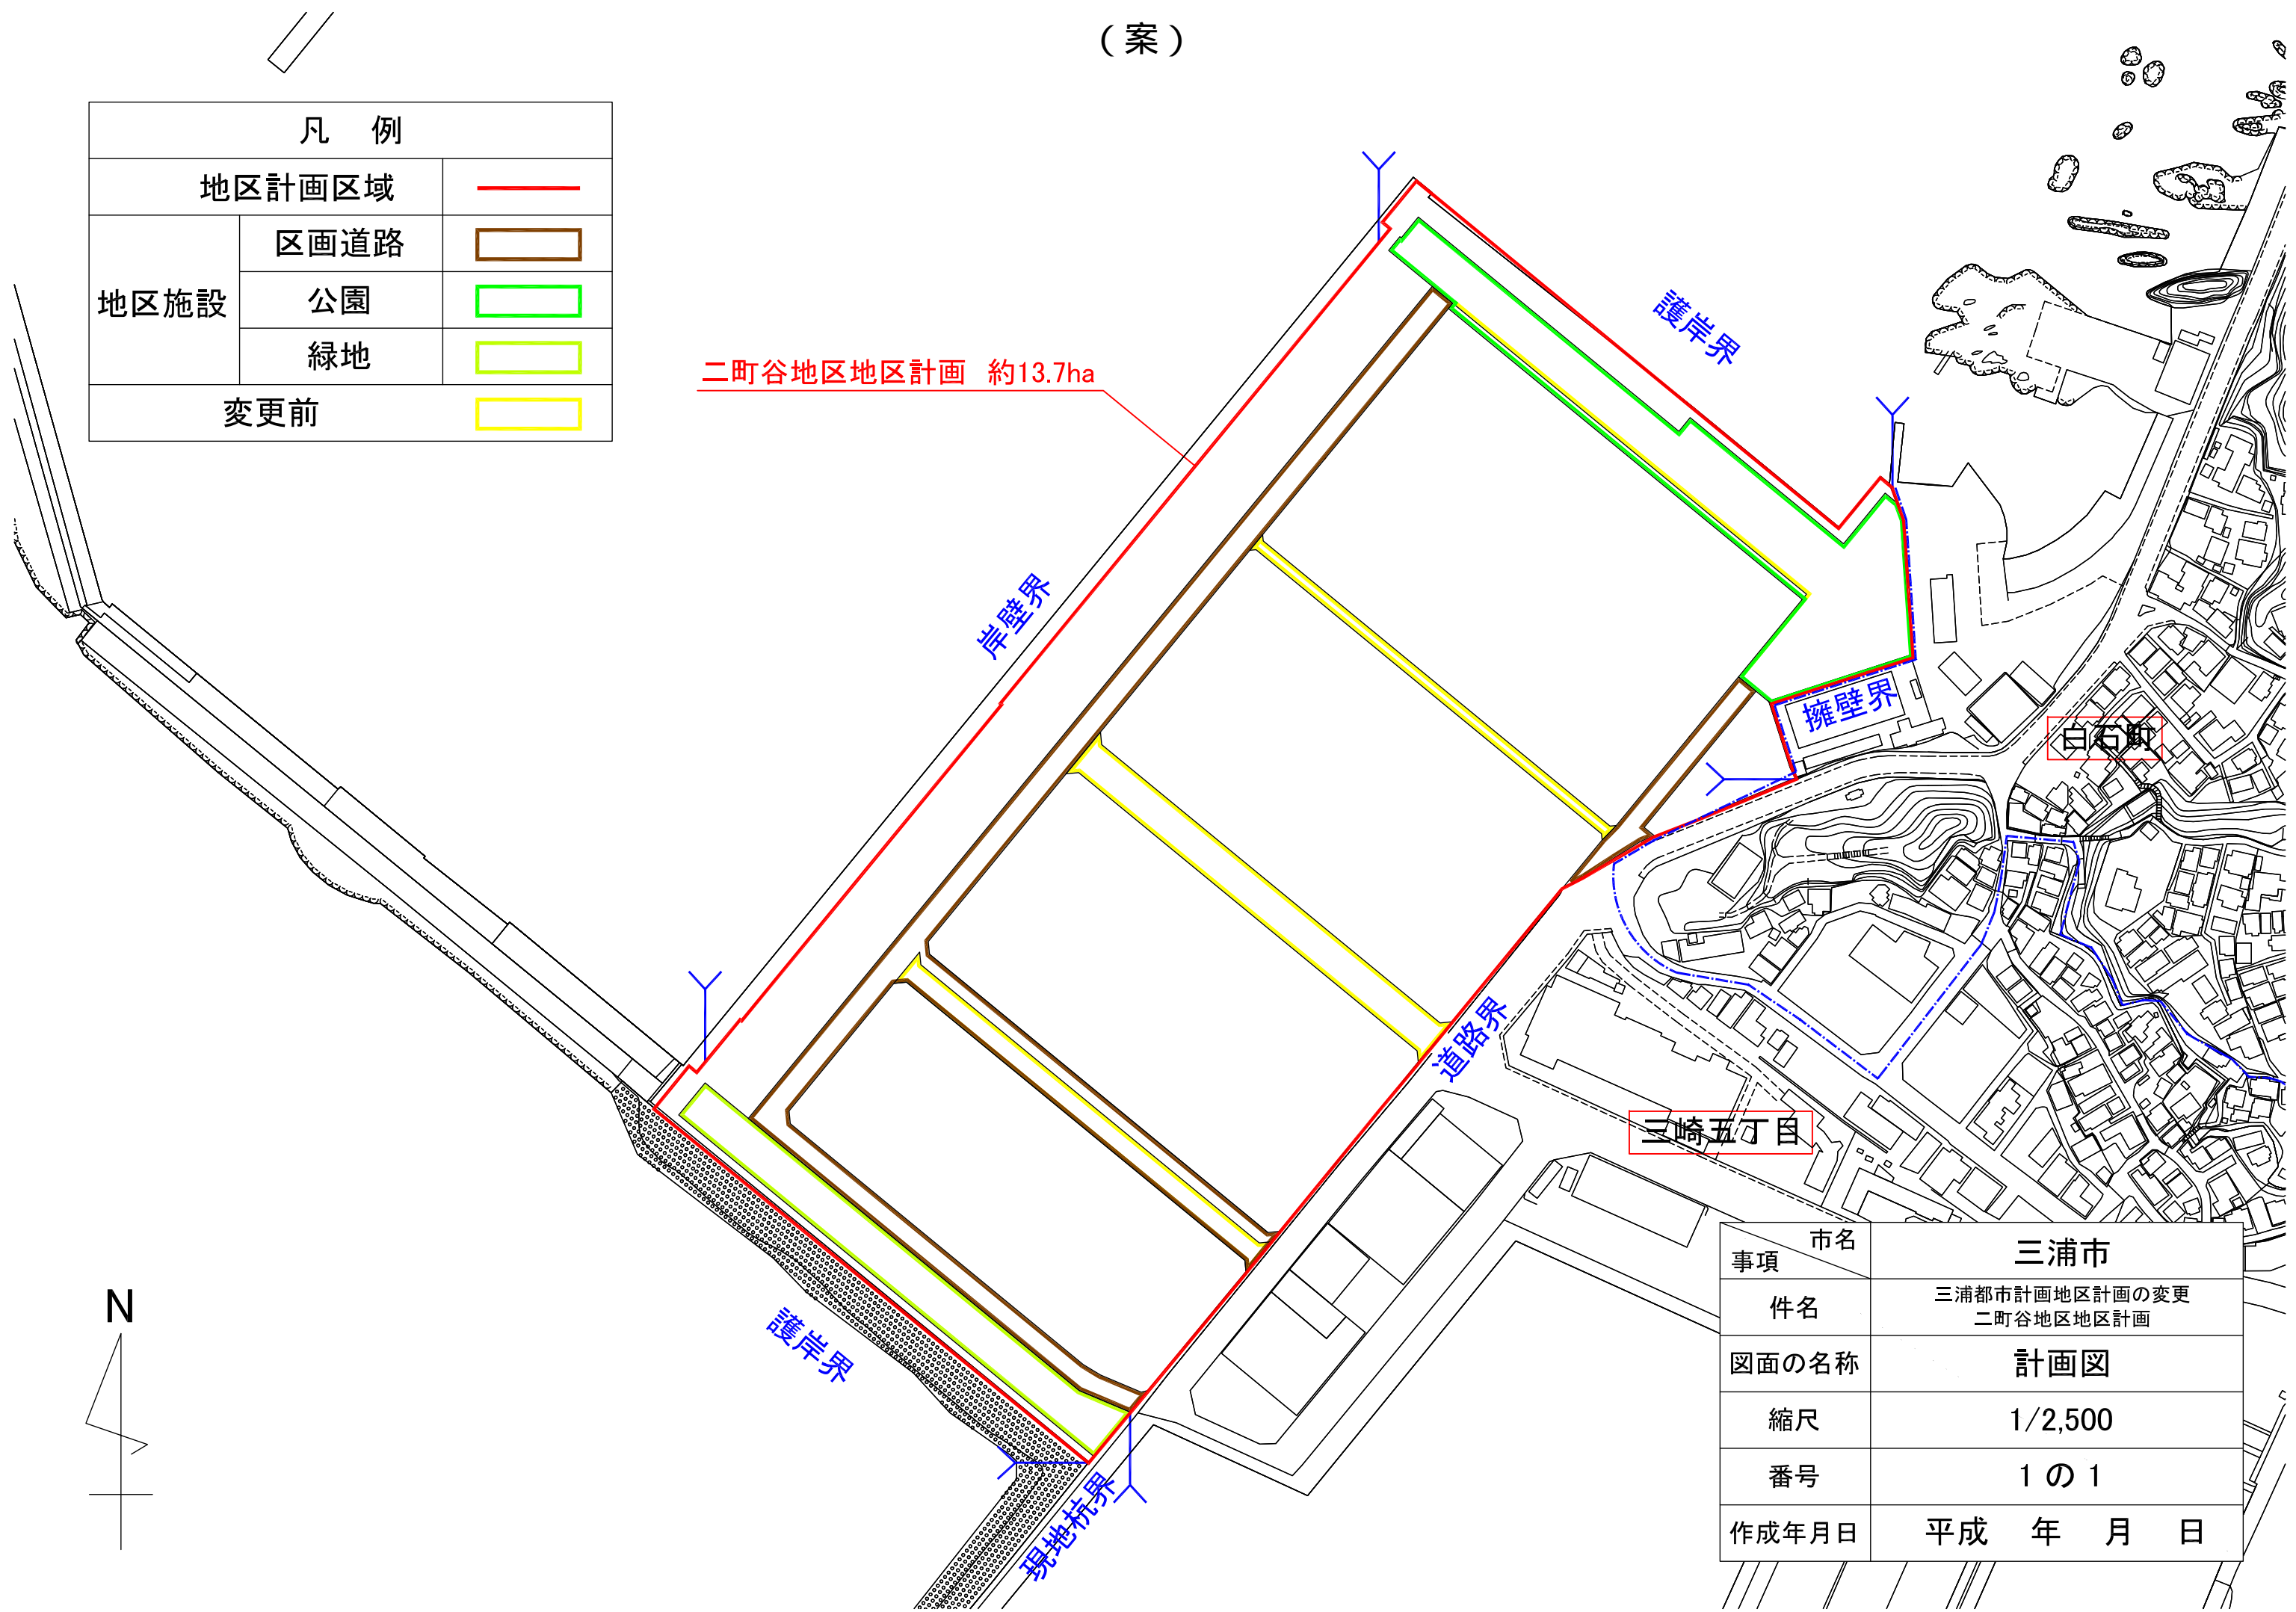 （案）
凡　例
地区計画区域
地区施設
区画道路
公園
緑地
変更前
二町谷地区地区計画　約13.7ha
護岸界
岸壁界
擁壁界
白石町
道路界
三崎五丁目
護岸界
現地杭界
N
市名
事項
三浦市
件名
三浦都市計画地区計画の変更
二町谷地区地区計画
図面の名称
計画図
縮尺
1/2,500
番号
1 の 1
作成年月日
平成　年　月　日